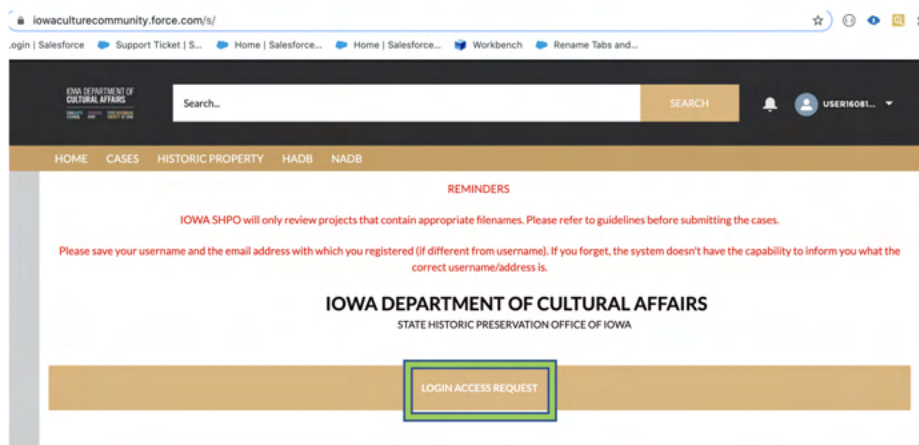 iowaculturecommunity.force.com/s/
.ogin | Salesforce Support Ticket | S... Home | Salesforce... Home | Salesforce... Workbench Rename Tabs and...
IOWA DEPARTMENT OF
CULTURAL AFFAIRS
Search...
SEARCH
USER16081...
HOME CASES HISTORIC PROPERTY HADB NADB
REMINDERS
IOWA SHPO will only review projects that contain appropriate filenames. Please refer to guidelines before submitting the cases.
Please save your username and the email address with which you registered (if different from username). If you forget, the system doesn't have the capability to inform you what the
correct username/address is.
IOWA DEPARTMENT OF CULTURAL AFFAIRS
STATE HISTORIC PRESERVATION OFFICE OF IOWA
LOGIN ACCESS REQUEST